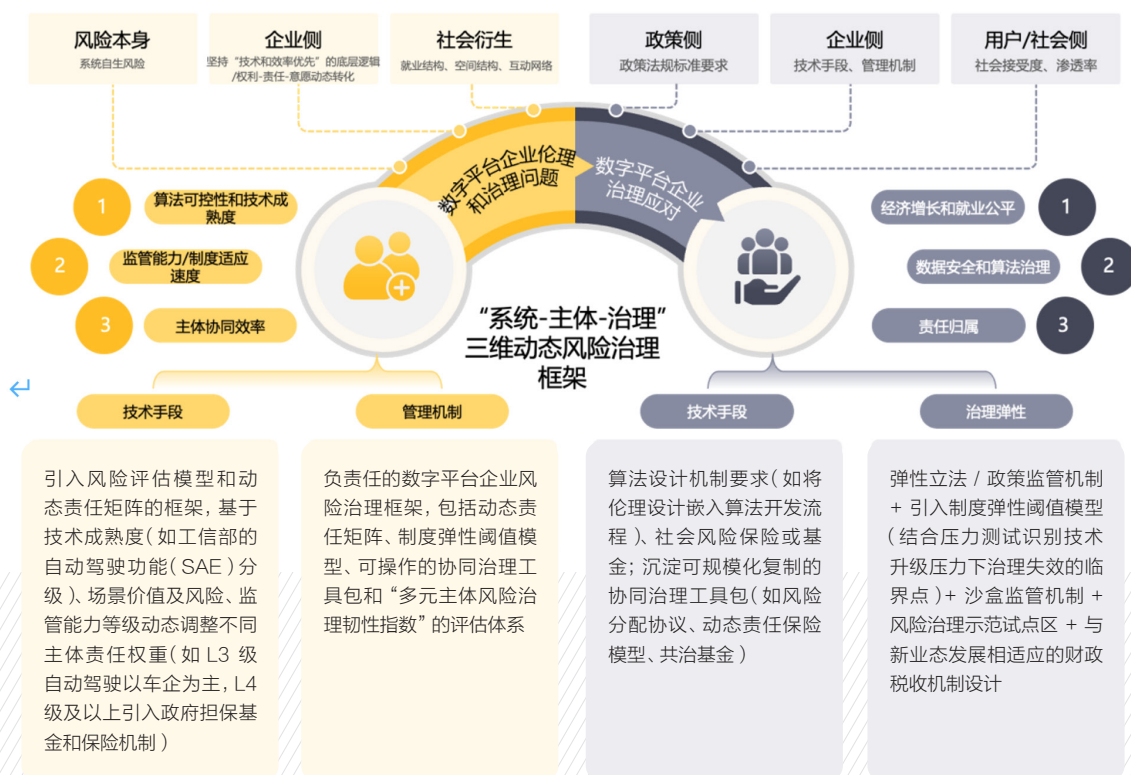 风险本身
系统自生风险
企业侧
坚持“技术和效率优先”的底层逻辑
/权利-责任-意愿动态转化
社会衍生
就业结构、空间结构、互动网络
政策侧
政策法规标准要求
企业侧
技术手段、管理机制
用户/社会侧
社会接受度、渗透率
数字平台企业伦理
和治理问题
数字平台企业
治理应对
1
算法可控性和技术成
熟度
2
监管能力/制度适应
速度
3
主体协同效率
经济增长和就业公平
1
数据安全和算法治理
2
责任归属
3
“系统-主体-治理”
三维动态风险治理
框架
技术手段
管理机制
技术手段
治理弹性
引入风险评估模型和动
态责任矩阵的框架，基于
技术成熟度（如工信部的
自动驾驶功能（SAE）分
级）、场景价值及风险、监
管能力等级动态调整不同
主体责任权重（如 L3 级
自动驾驶以车企为主，L4
级及以上引入政府担保基
金和保险机制）
负责任的数字平台企业风
险治理框架，包括动态责
任矩阵、制度弹性阈值模
型、可操作的协同治理工
具包和“多元主体风险治
理韧性指数”的评估体系
算法设计机制要求（如将
伦理设计嵌入算法开发流
程）、社会风险保险或基
金；沉淀可规模化复制的
协同治理工具包（如风险
分配协议、动态责任保险
模型、共治基金）
弹性立法 / 政策监管机制
+ 引入制度弹性阈值模型
（结合压力测试识别技术
升级压力下治理失效的临
界点）+ 沙盒监管机制 +
风险治理示范试点区 + 与
新业态发展相适应的财政
税收机制设计